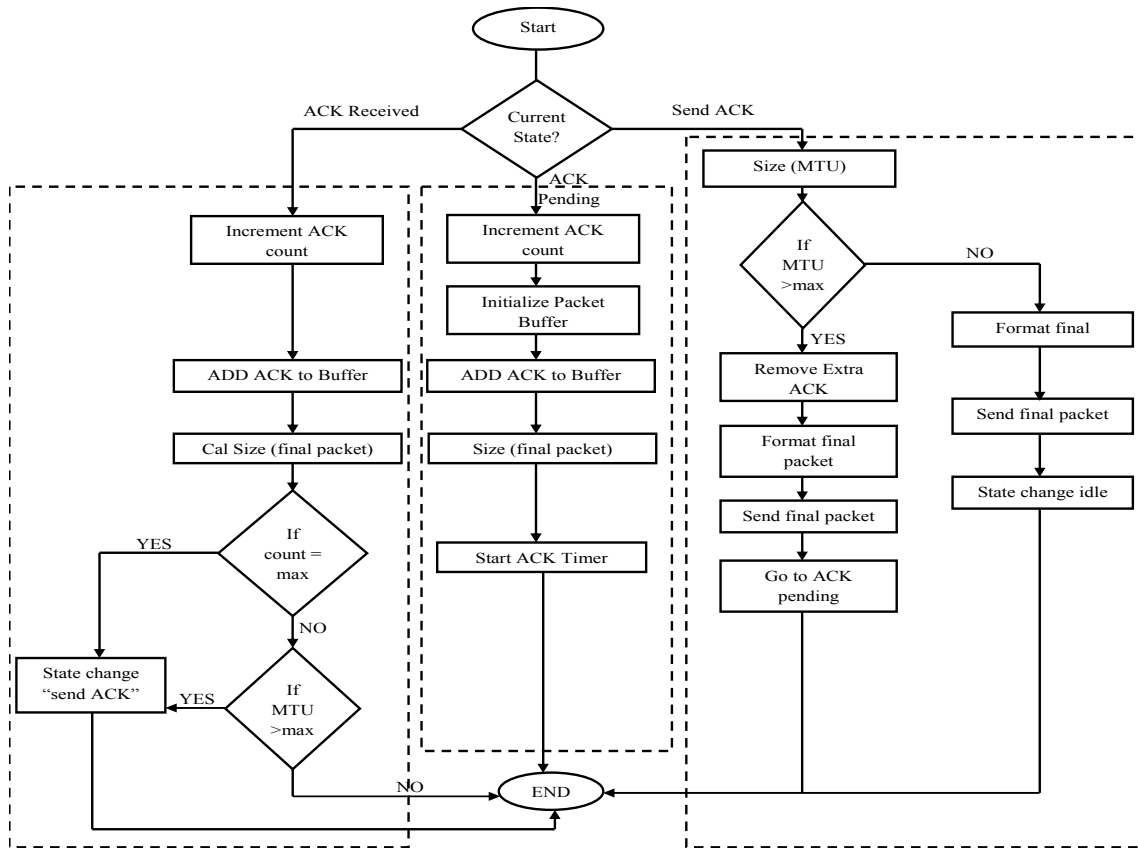 Start
Current
State?
ACK Received
Send ACK
ACK
Pending
Increment ACK
count
ADD ACK to Buffer
Cal Size (final packet)
If
count =
max
YES
NO
State change
“send ACK”
YES
If
MTU
>max
NO
Increment ACK
count
Initialize Packet
Buffer
ADD ACK to Buffer
Size (final packet)
Start ACK Timer
END
Size (MTU)
If
MTU
>max
NO
YES
Remove Extra
ACK
Format final
packet
Send final packet
Go to ACK
pending
Format final
Send final packet
State change idle